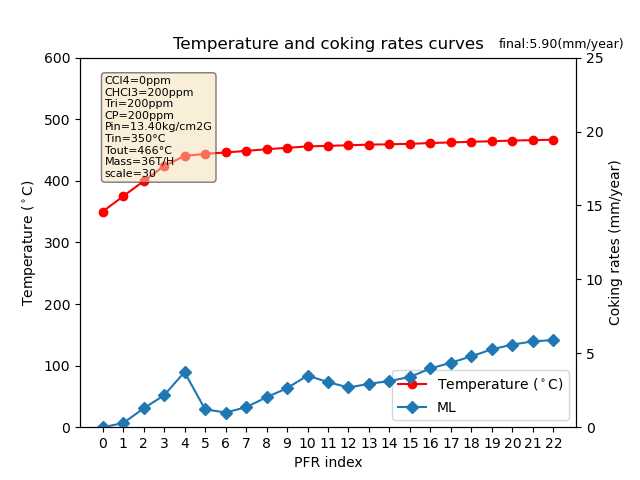 Temperature and coking rates curves
final:5.90(mm/year)
CCl4=0ppm
CHCl3=200ppm
Tri=200ppm
CP=200ppm
Pin=13.40kg/cm2G
Tin=350°C
Tout=466°C
Mass=36T/H
scale=30
600
500
400
300
200
100
0
Temperature (°C)
25
20
15
10
5
0
Coking rates (mm/year)
Temperature (°C)
ML
0 1 2 3 4 5 6 7 8 9 10 11 12 13 14 15 16 17 18 19 20 21 22
PFR index